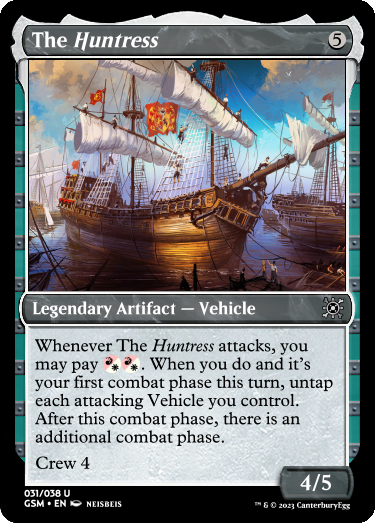 The Huntress 5
Legendary Artifact — Vehicle
Whenever The Huntress attacks, you
may pay . When you do and it's
your first combat phase this turn, untap
each attacking Vehicle you control.
After this combat phase, there is an
additional combat phase.
Crew 4
4/5
031/038 U
GSM • EN NEISBEIS
™ & © 2023 CanterburyEgg